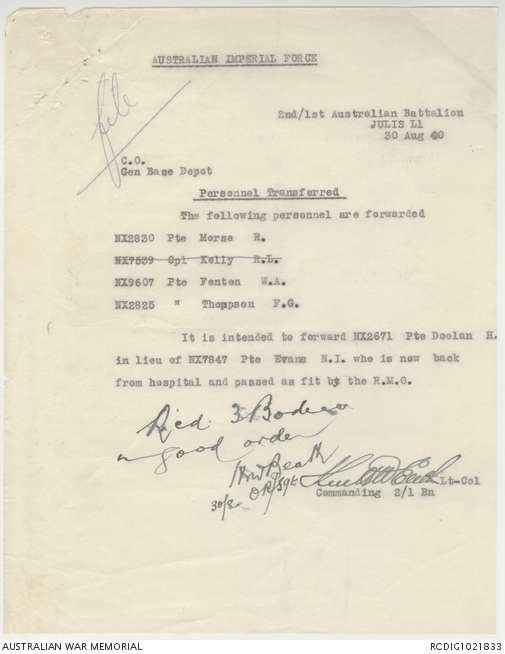 AUSTRALIAN IMPERIAL FORCE
file
2nd/1st Australian Battalion
JULIS L1
30 Aug 40
C.O.
Gen Base Depot
Personnel Transferred
The following personnel are forwarded
NX2830 Pte Morse R.
NX7539 Cpl Kelly R.L.
NX9607 Pte Fenton W.A.
NX2825 " Thompson F.G.
It is intended to forward NX2671 Pte Doolan H.
in lieu of NX7847 Pte Evans N.I. who is now back
from hospital and passed as fit by the R.M.O.
Rcd 3 Bodies
in good order
30/8
Lt-Col
Commanding 2/1 Bn
AUSTRALIAN WAR MEMORIAL
RCDIG1021833